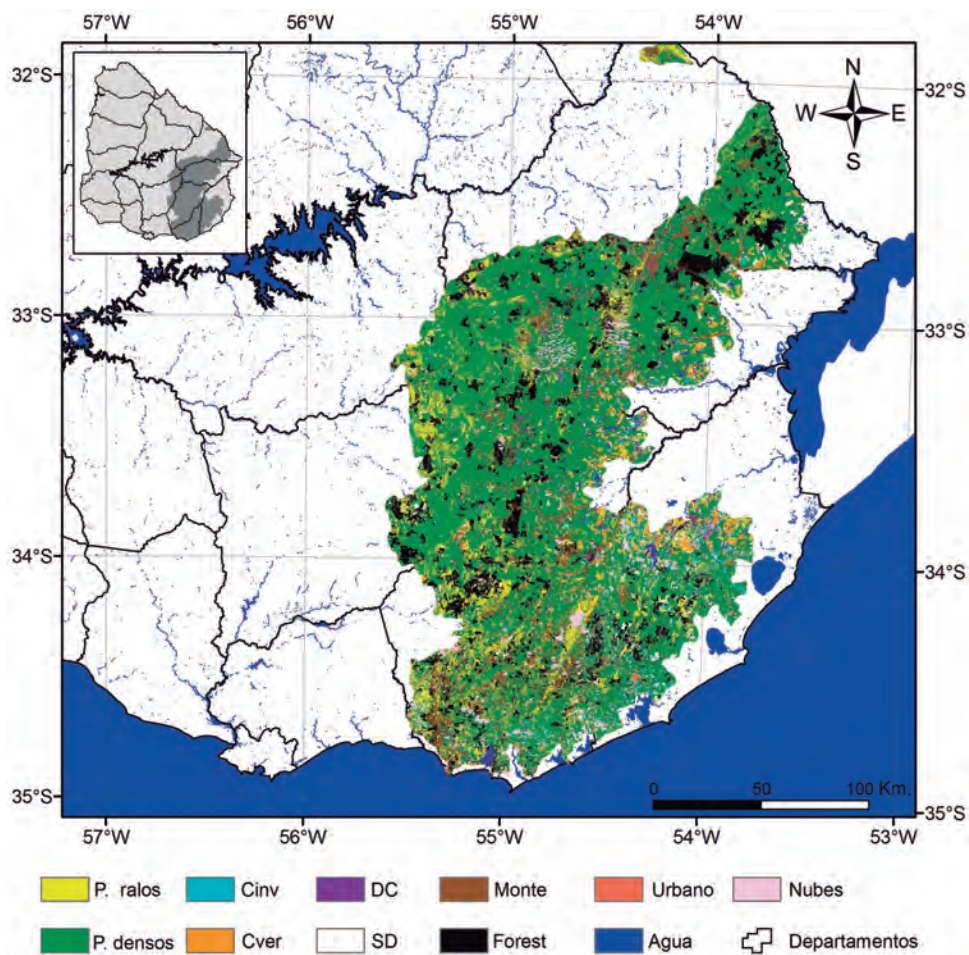 57°W 56°W 55°W 54°W
32°S 32°S
N
W E
S
33°S 33°S
34°S 34°S
0 50 100 Km.
35°S 35°S
57°W 56°W 55°W 54°W 53°W
P. ralos Cinv DC Monte Urbano Nubes
P. densos Cver SD Forest Agua Departamentos